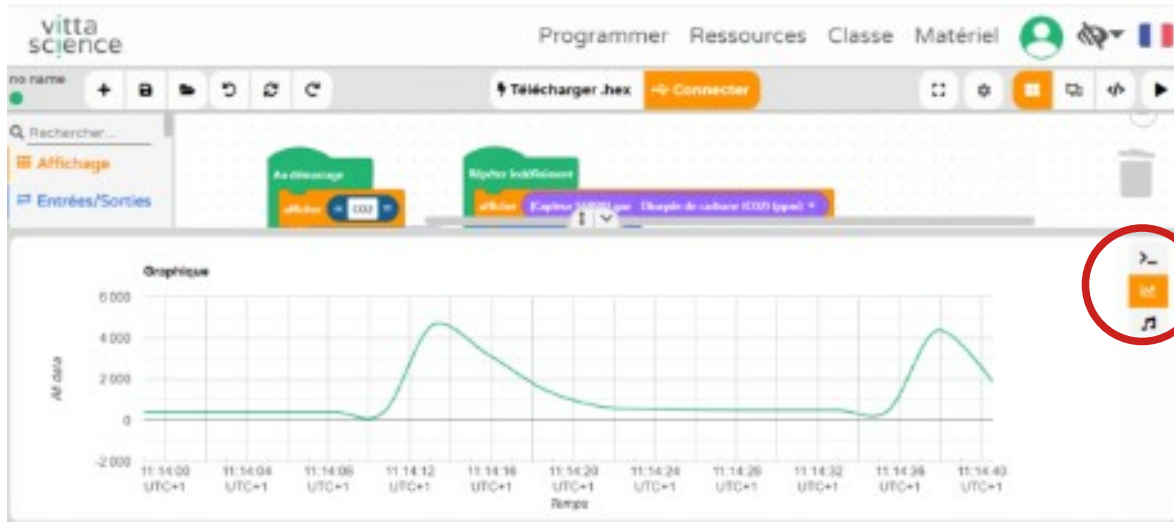 vitta
science
Programmer Ressources Classe Matériel
no name
Télécharger .hex Connecter
Rechercher...
Affichage
Entrées/Sorties
Au démarrage
afficher " CO2 "
Répéter indéfiniment
afficher [Capteur gaz Dioxyde de carbone (CO2) (ppm)
Graphique
6 000
4 000
2 000
0
-2 000
All data
11:14:00 11:14:04 11:14:08 11:14:12 11:14:16 11:14:20 11:14:24 11:14:28 11:14:32 11:14:36 11:14:40
UTC+1 UTC+1 UTC+1 UTC+1 UTC+1 UTC+1 UTC+1 UTC+1 UTC+1 UTC+1 UTC+1
Temps